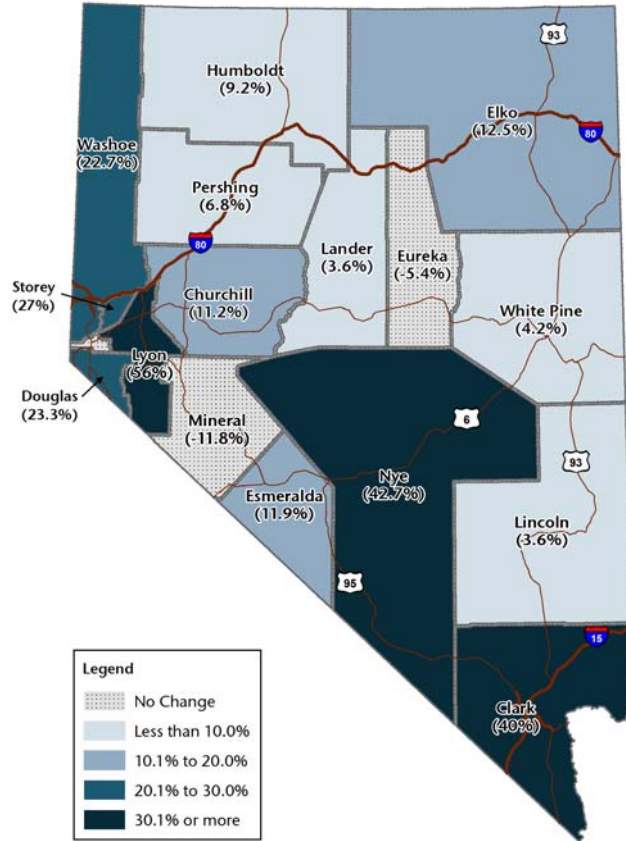 93
Humboldt
(9.2%)
Elko
(12.5%)
80
Washoe
(22.7%)
Pershing
(6.8%)
80
Lander
(3.6%)
Eureka
(-5.4%)
Storey
(27%)
Churchill
(11.2%)
White Pine
(4.2%)
Lyon
(56%)
Douglas
(23.3%)
Mineral
(-11.8%)
6
93
Nye
(42.7%)
Esmeralda
(11.9%)
Lincoln
(3.6%)
95
15
Clark
(40%)
Legend
No Change
Less than 10.0%
10.1% to 20.0%
20.1% to 30.0%
30.1% or more